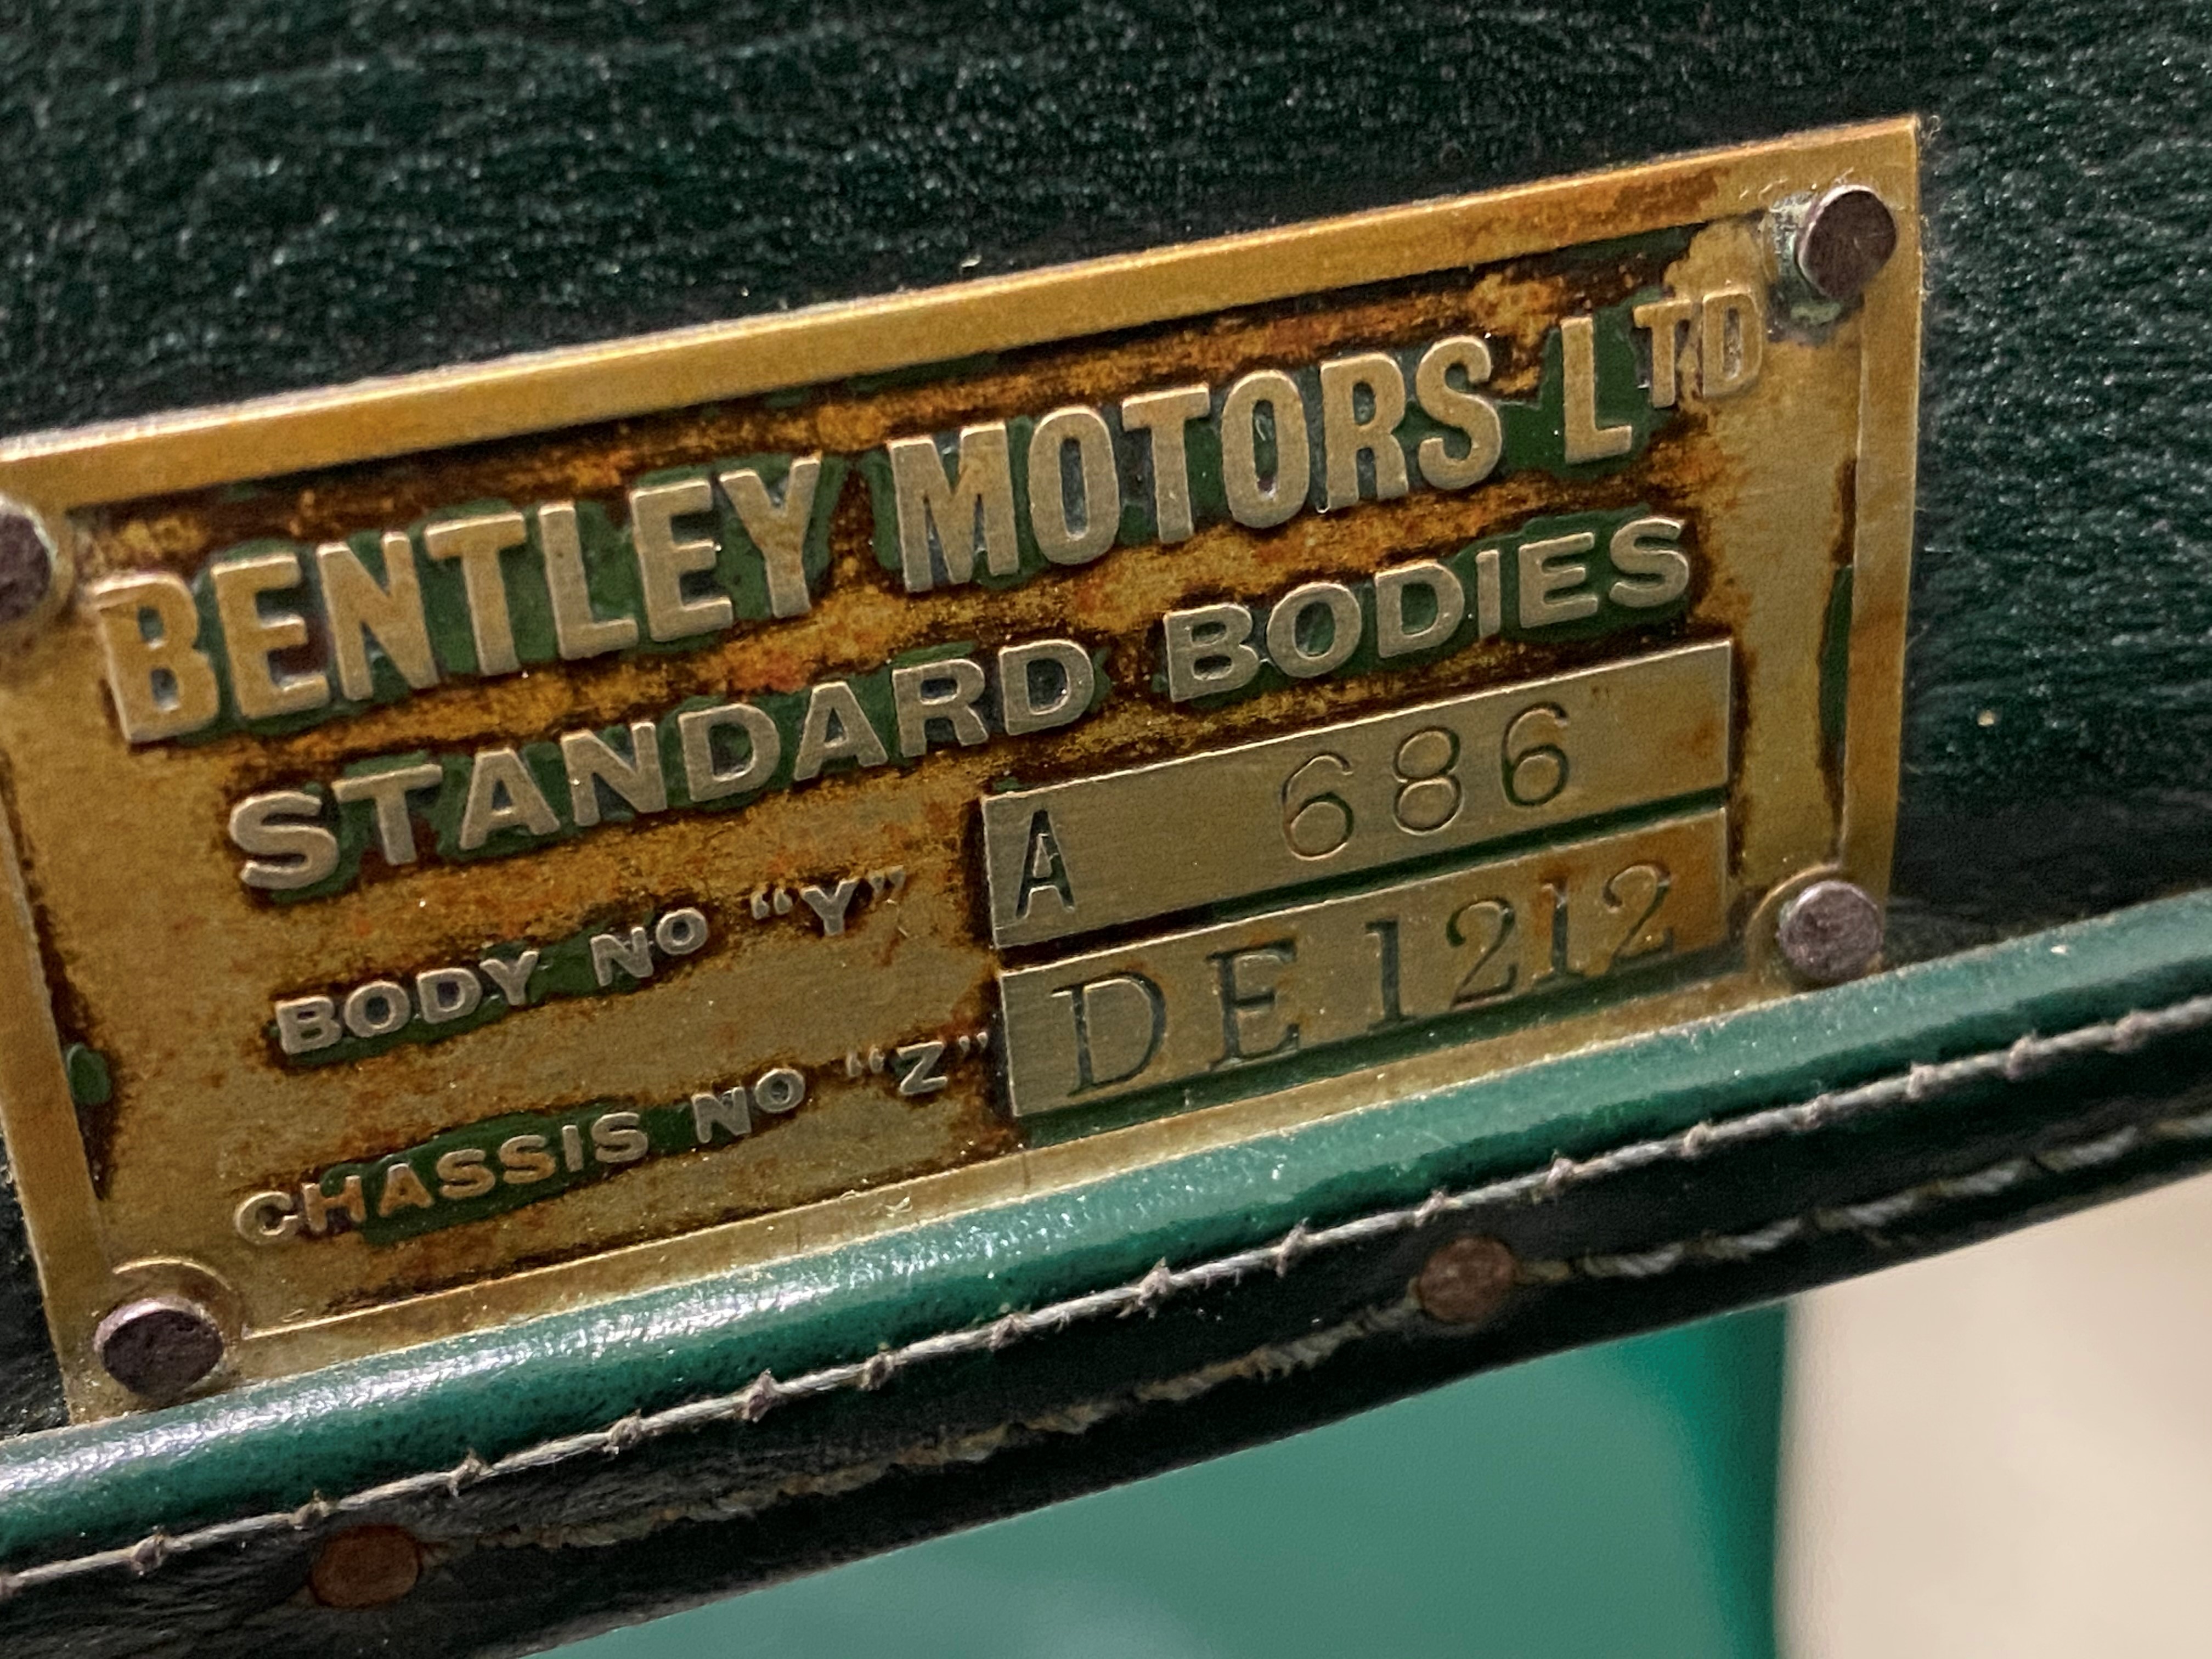 BENTLEY MOTORS LTD
STANDARD BODIES
BODY NO "Y" A 686
CHASSIS NO "Z" DE 1212